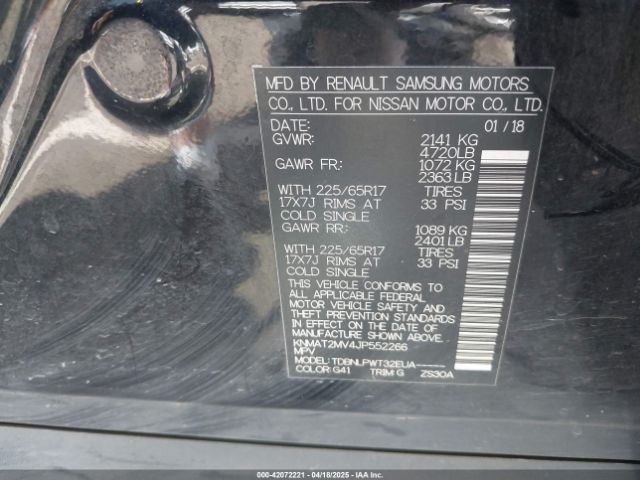 MFD BY RENAULT SAMSUNG MOTORS
CO., LTD. FOR NISSAN MOTOR CO., LTD.
DATE: 01 / 18
GVWR: 2141 KG
4720LB
GAWR FR: 1072 KG
2363 LB
WITH 225/65R17 TIRES
17X7J RIMS AT 33 PSI
COLD SINGLE
GAWR RR: 1089 KG
2401 LB
WITH 225/65R17 TIRES
17X7J RIMS AT 33 PSI
COLD SINGLE
THIS VEHICLE CONFORMS TO
ALL APPLICABLE FEDERAL
MOTOR VEHICLE SAFETY AND
THEFT PREVENTION STANDARDS
IN EFFECT ON THE DATE OF
MANUFACTURE SHOWN ABOVE.
KNMAT2MV4JP552266
MPV
MODEL: TDBNLPWT32EUA-----
COLOR: G41 TRIM: G ZS30A
000-42072221 - 04/18/2025 - IAA Inc.